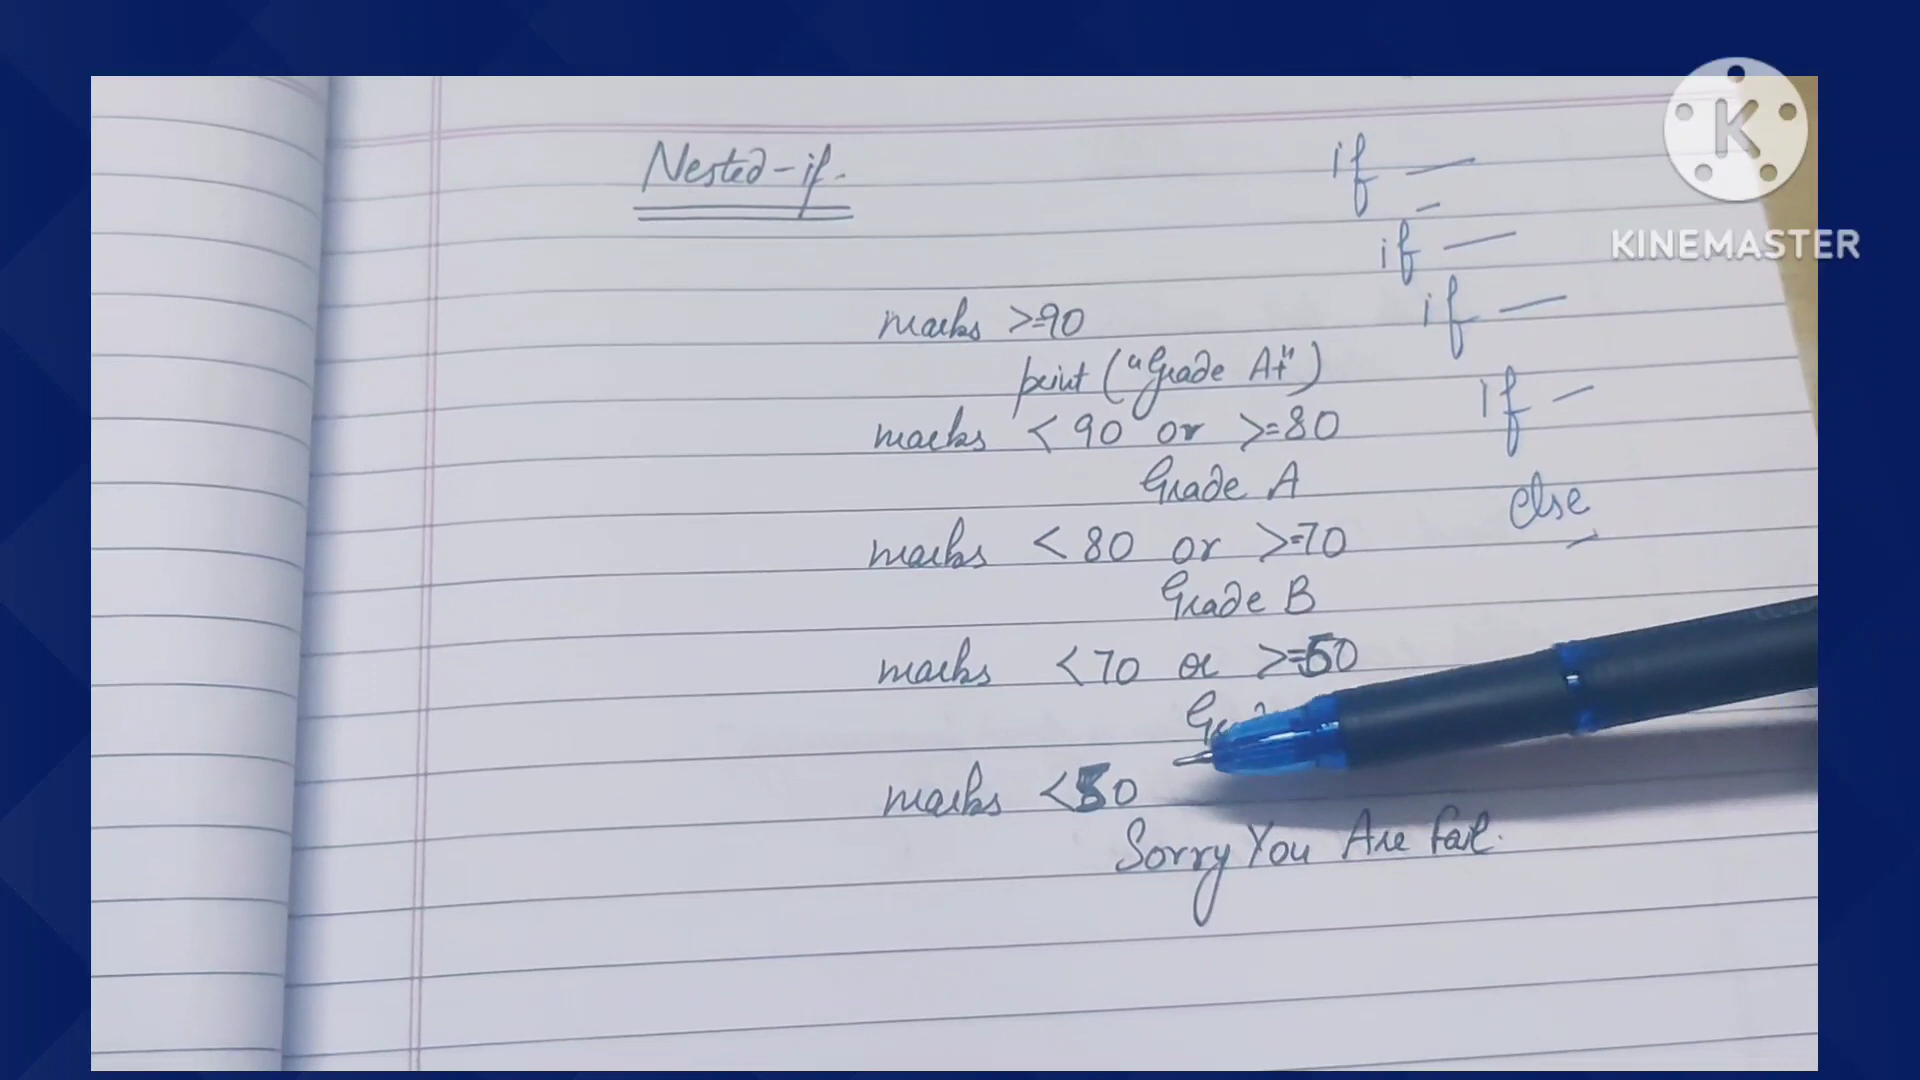 Nested-if.
marks >=90
print ("Grade A+")
marks <90 or >=80
Grade A
marks <80 or >=70
Grade B
marks <70 or >=50
marks <50
Sorry You Are Fail.
if —
if —
if —
if —
else
K
KINEMASTER